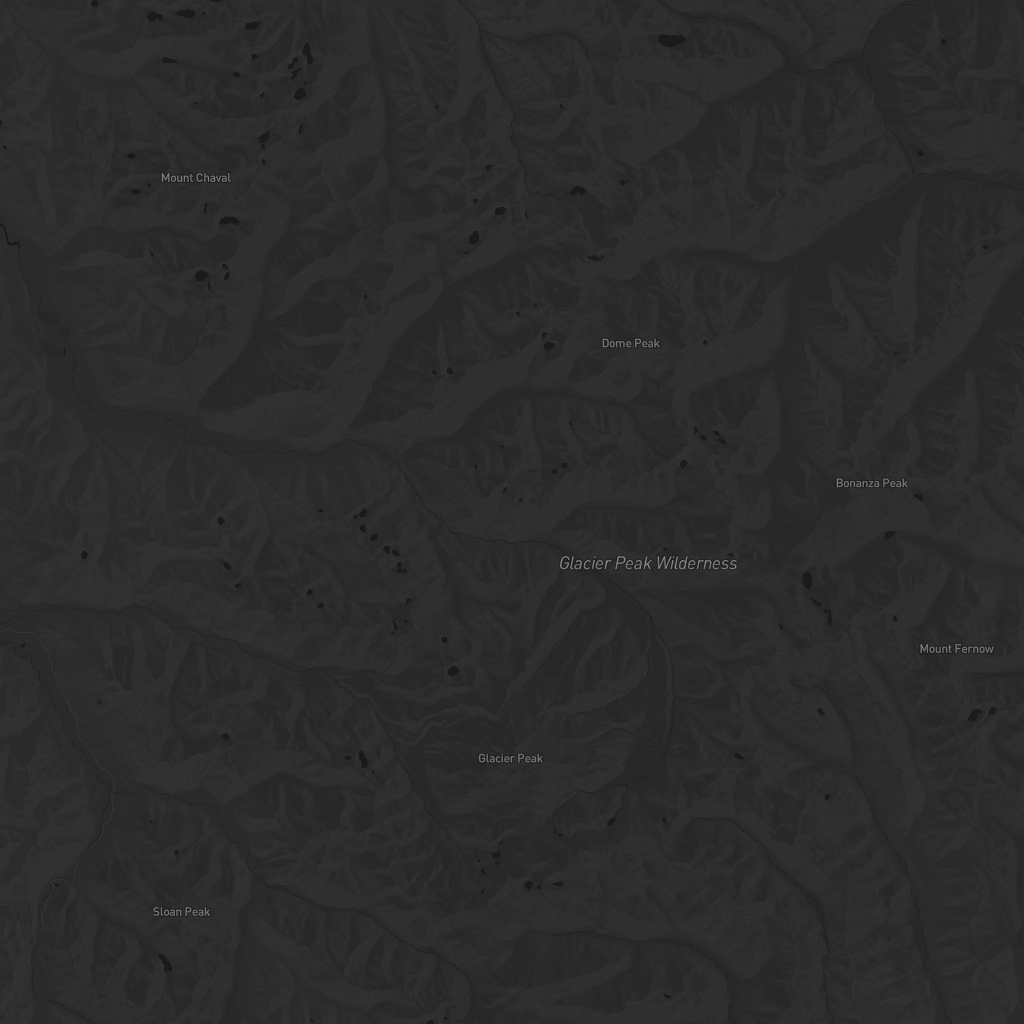 Mount Chaval
Dome Peak
Bonanza Peak
Glacier Peak Wilderness
Mount Fernow
Glacier Peak
Sloan Peak